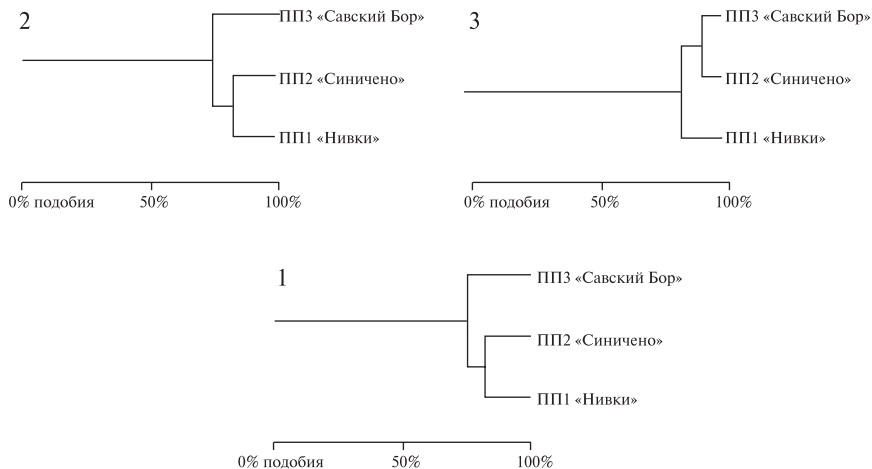 2
ПП3 «Савский Бор»
ПП2 «Синичено»
ПП1 «Нивки»
0% подобия 50% 100%
3
ПП3 «Савский Бор»
ПП2 «Синичено»
ПП1 «Нивки»
0% подобия 50% 100%
1
ПП3 «Савский Бор»
ПП2 «Синичено»
ПП1 «Нивки»
0% подобия 50% 100%